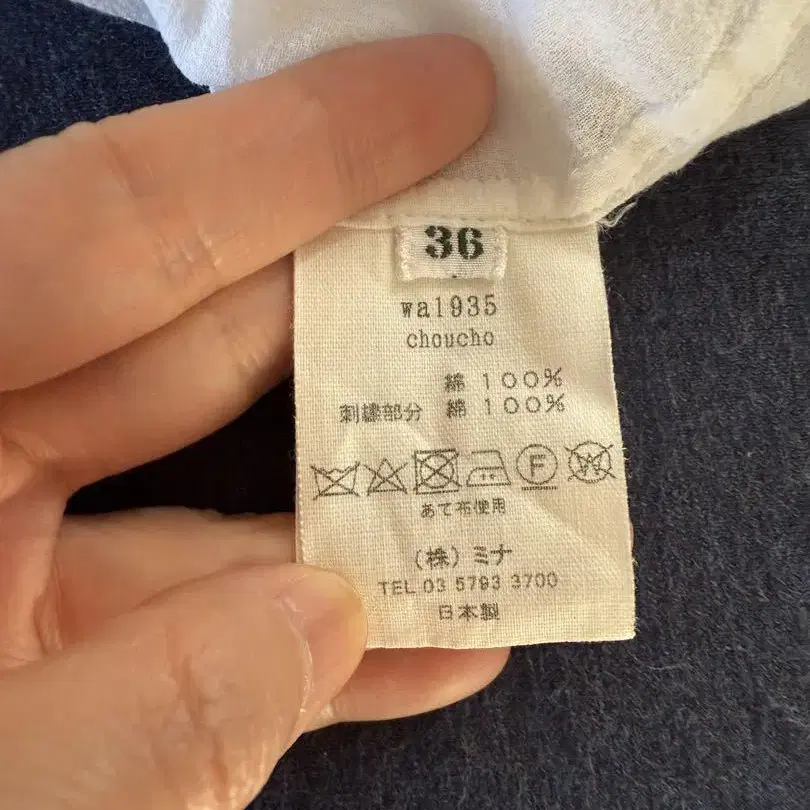 36
wa1935
choucho
綿 100%
刺繍部分 綿 100%
F W
あて布使用
(株)ミナ
TEL 03 5793 3700
日本製